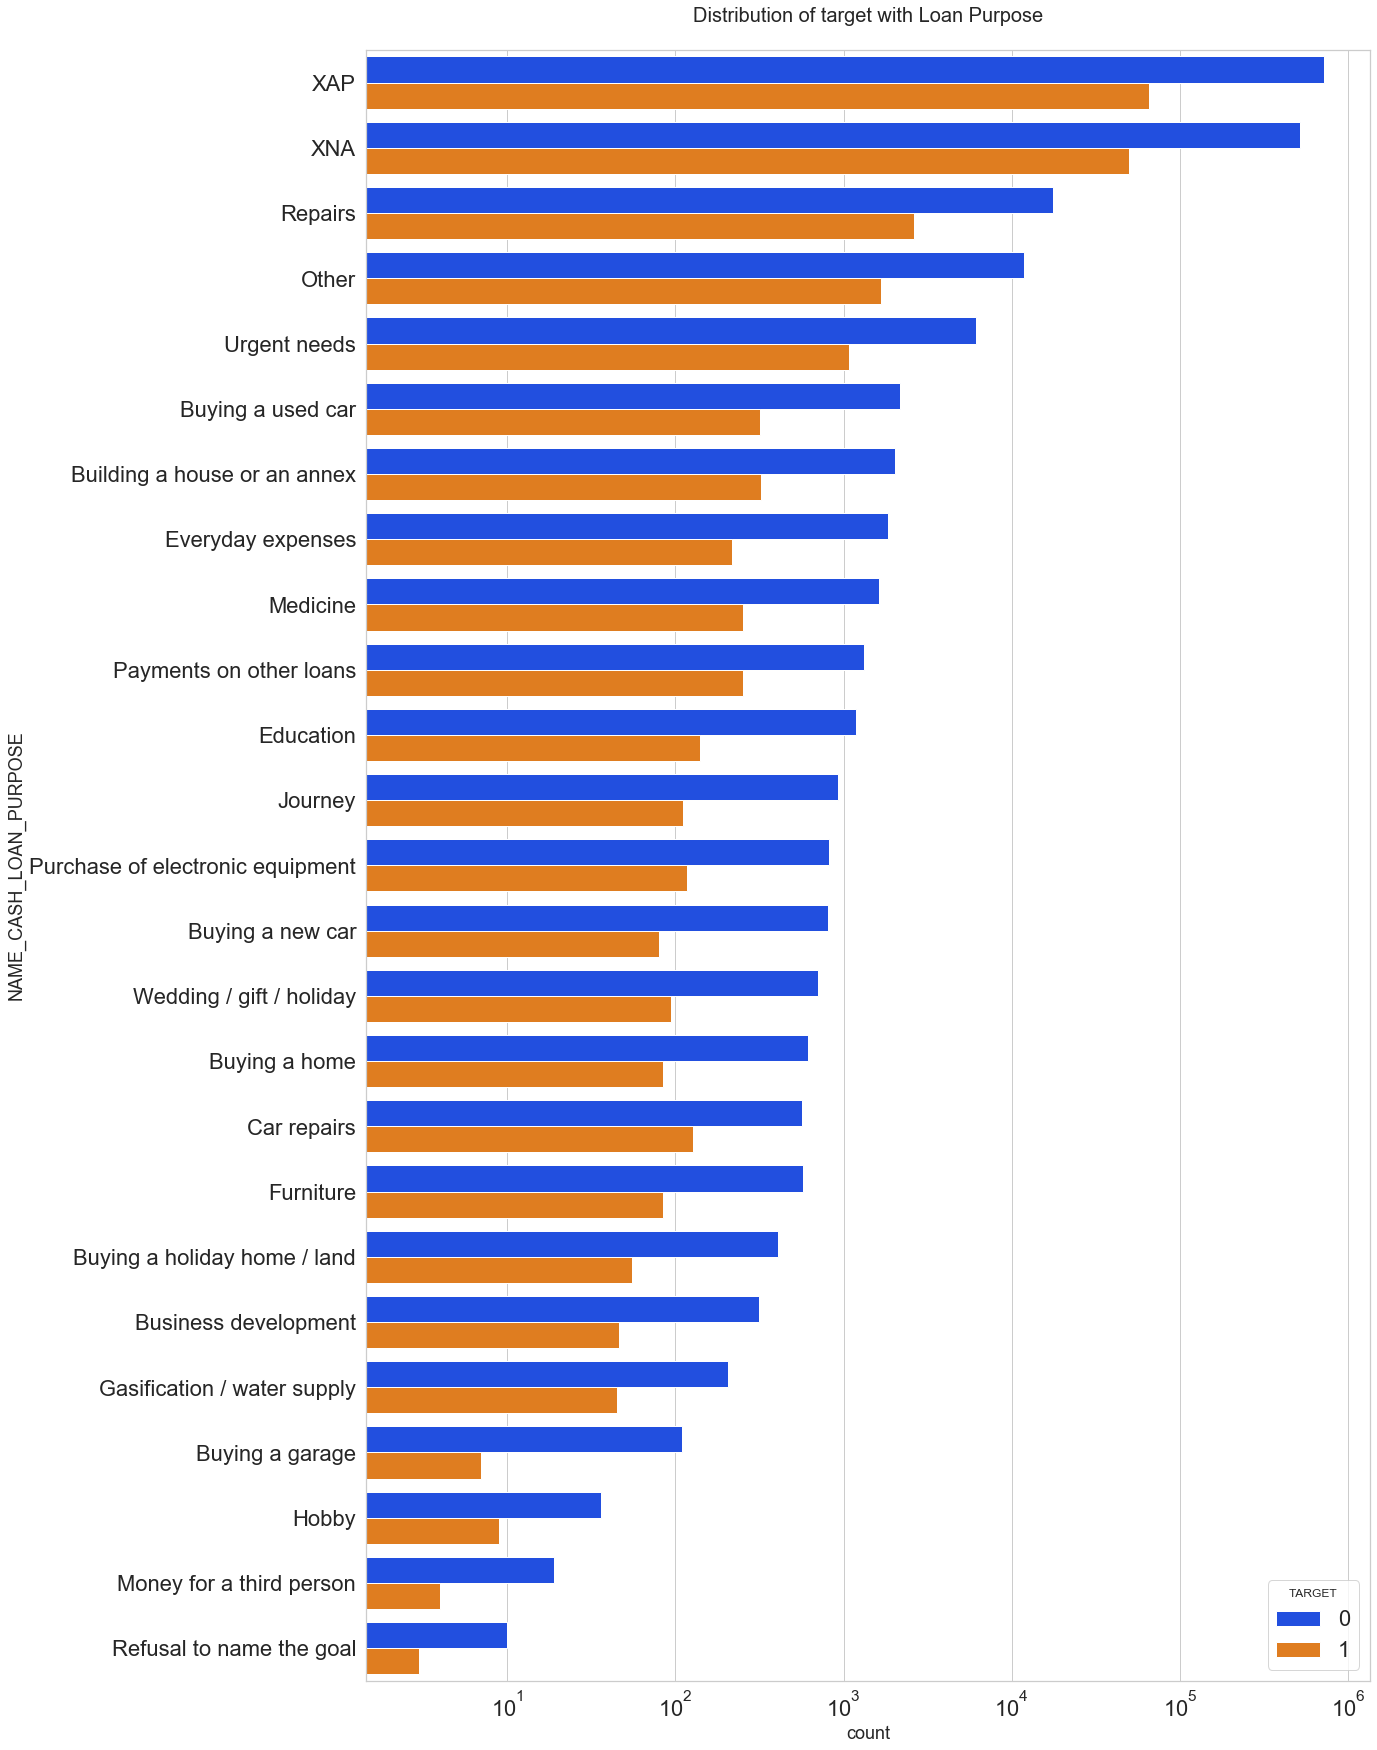 Distribution of target with Loan Purpose
NAME_CASH_LOAN_PURPOSE
XAP
XNA
Repairs
Other
Urgent needs
Buying a used car
Building a house or an annex
Everyday expenses
Medicine
Payments on other loans
Education
Journey
Purchase of electronic equipment
Buying a new car
Wedding / gift / holiday
Buying a home
Car repairs
Furniture
Buying a holiday home / land
Business development
Gasification / water supply
Buying a garage
Hobby
Money for a third person
Refusal to name the goal
TARGET
0
1
10¹ 10² 10³ 10⁴ 10⁵ 10⁶
count